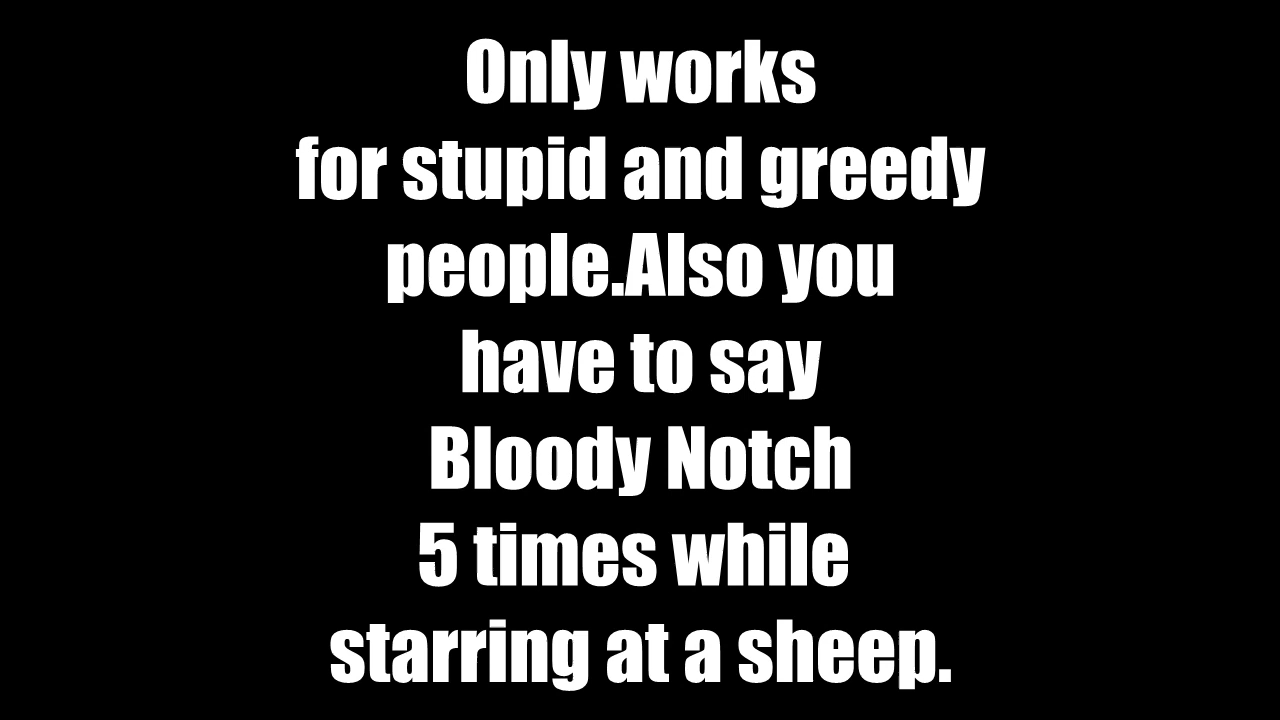 Only works
for stupid and greedy
people.Also you
have to say
Bloody Notch
5 times while
starring at a sheep.